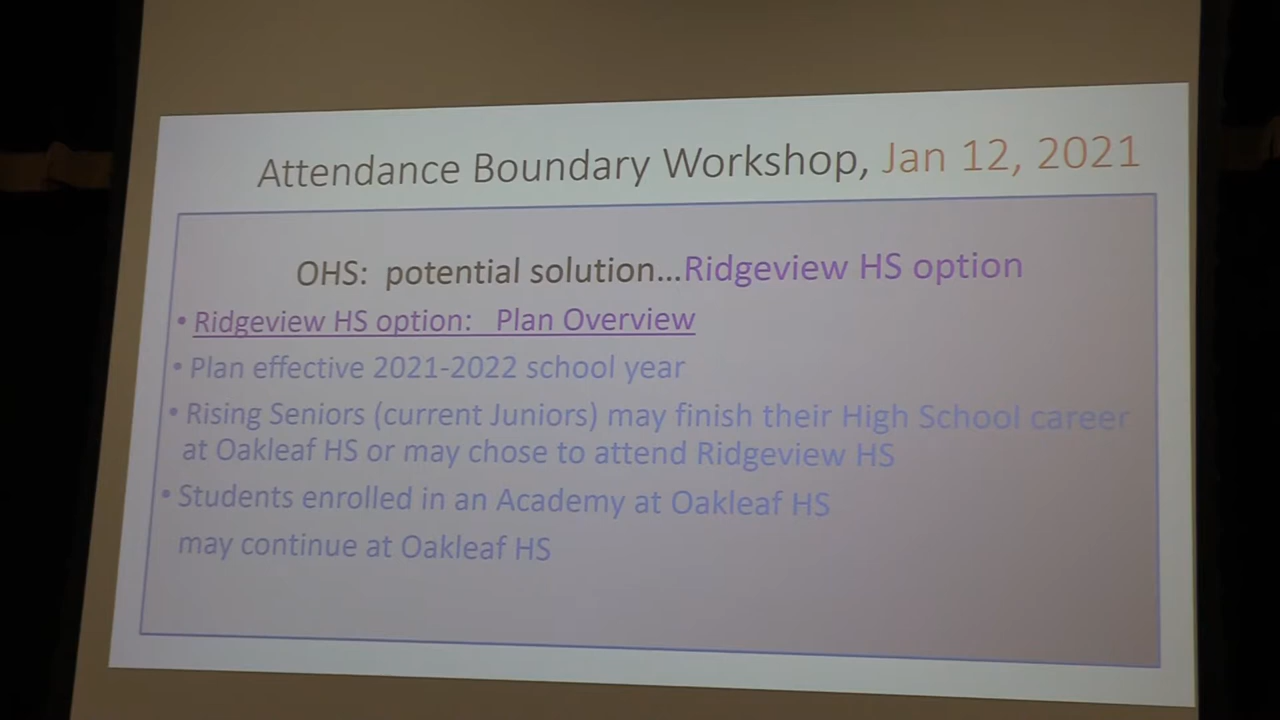 Attendance Boundary Workshop, Jan 12, 2021
OHS: potential solution...Ridgeview HS option
• Ridgeview HS option: Plan Overview
• Plan effective 2021-2022 school year
• Rising Seniors (current Juniors) may finish their High School career
at Oakleaf HS or may chose to attend Ridgeview HS
• Students enrolled in an Academy at Oakleaf HS
may continue at Oakleaf HS